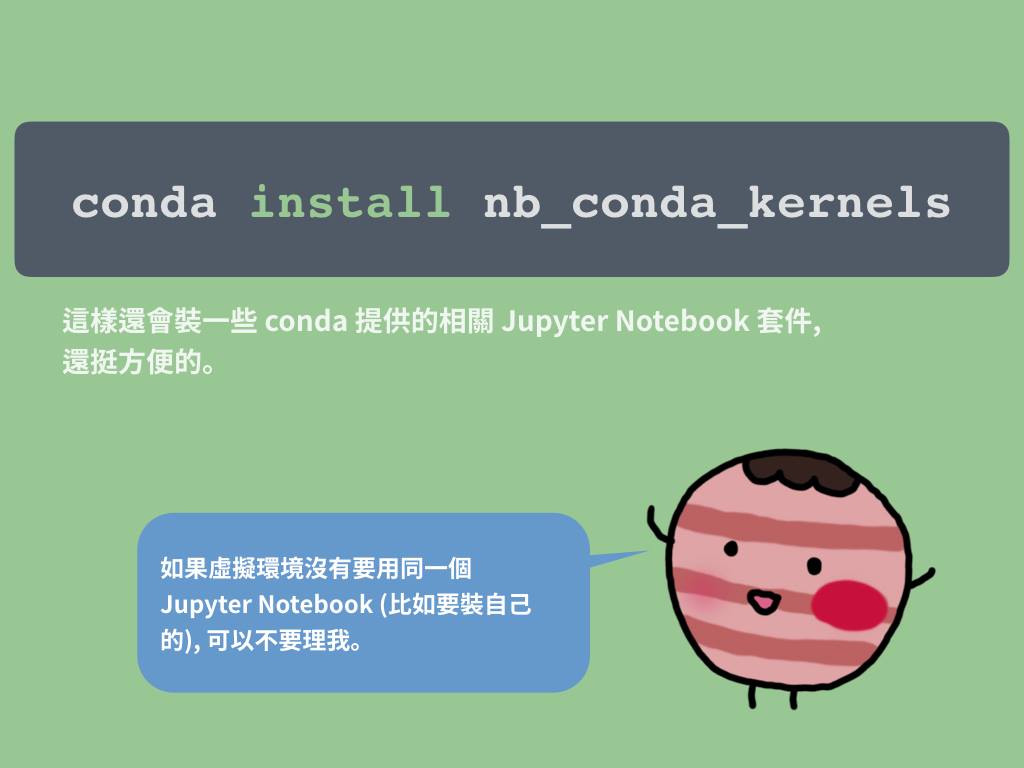 conda install nb_conda_kernels
這樣還會裝一些 conda 提供的相關 Jupyter Notebook 套件,
還挺方便的。
如果虛擬環境沒有要用同一個
Jupyter Notebook (比如要裝自己
的), 可以不要理我。